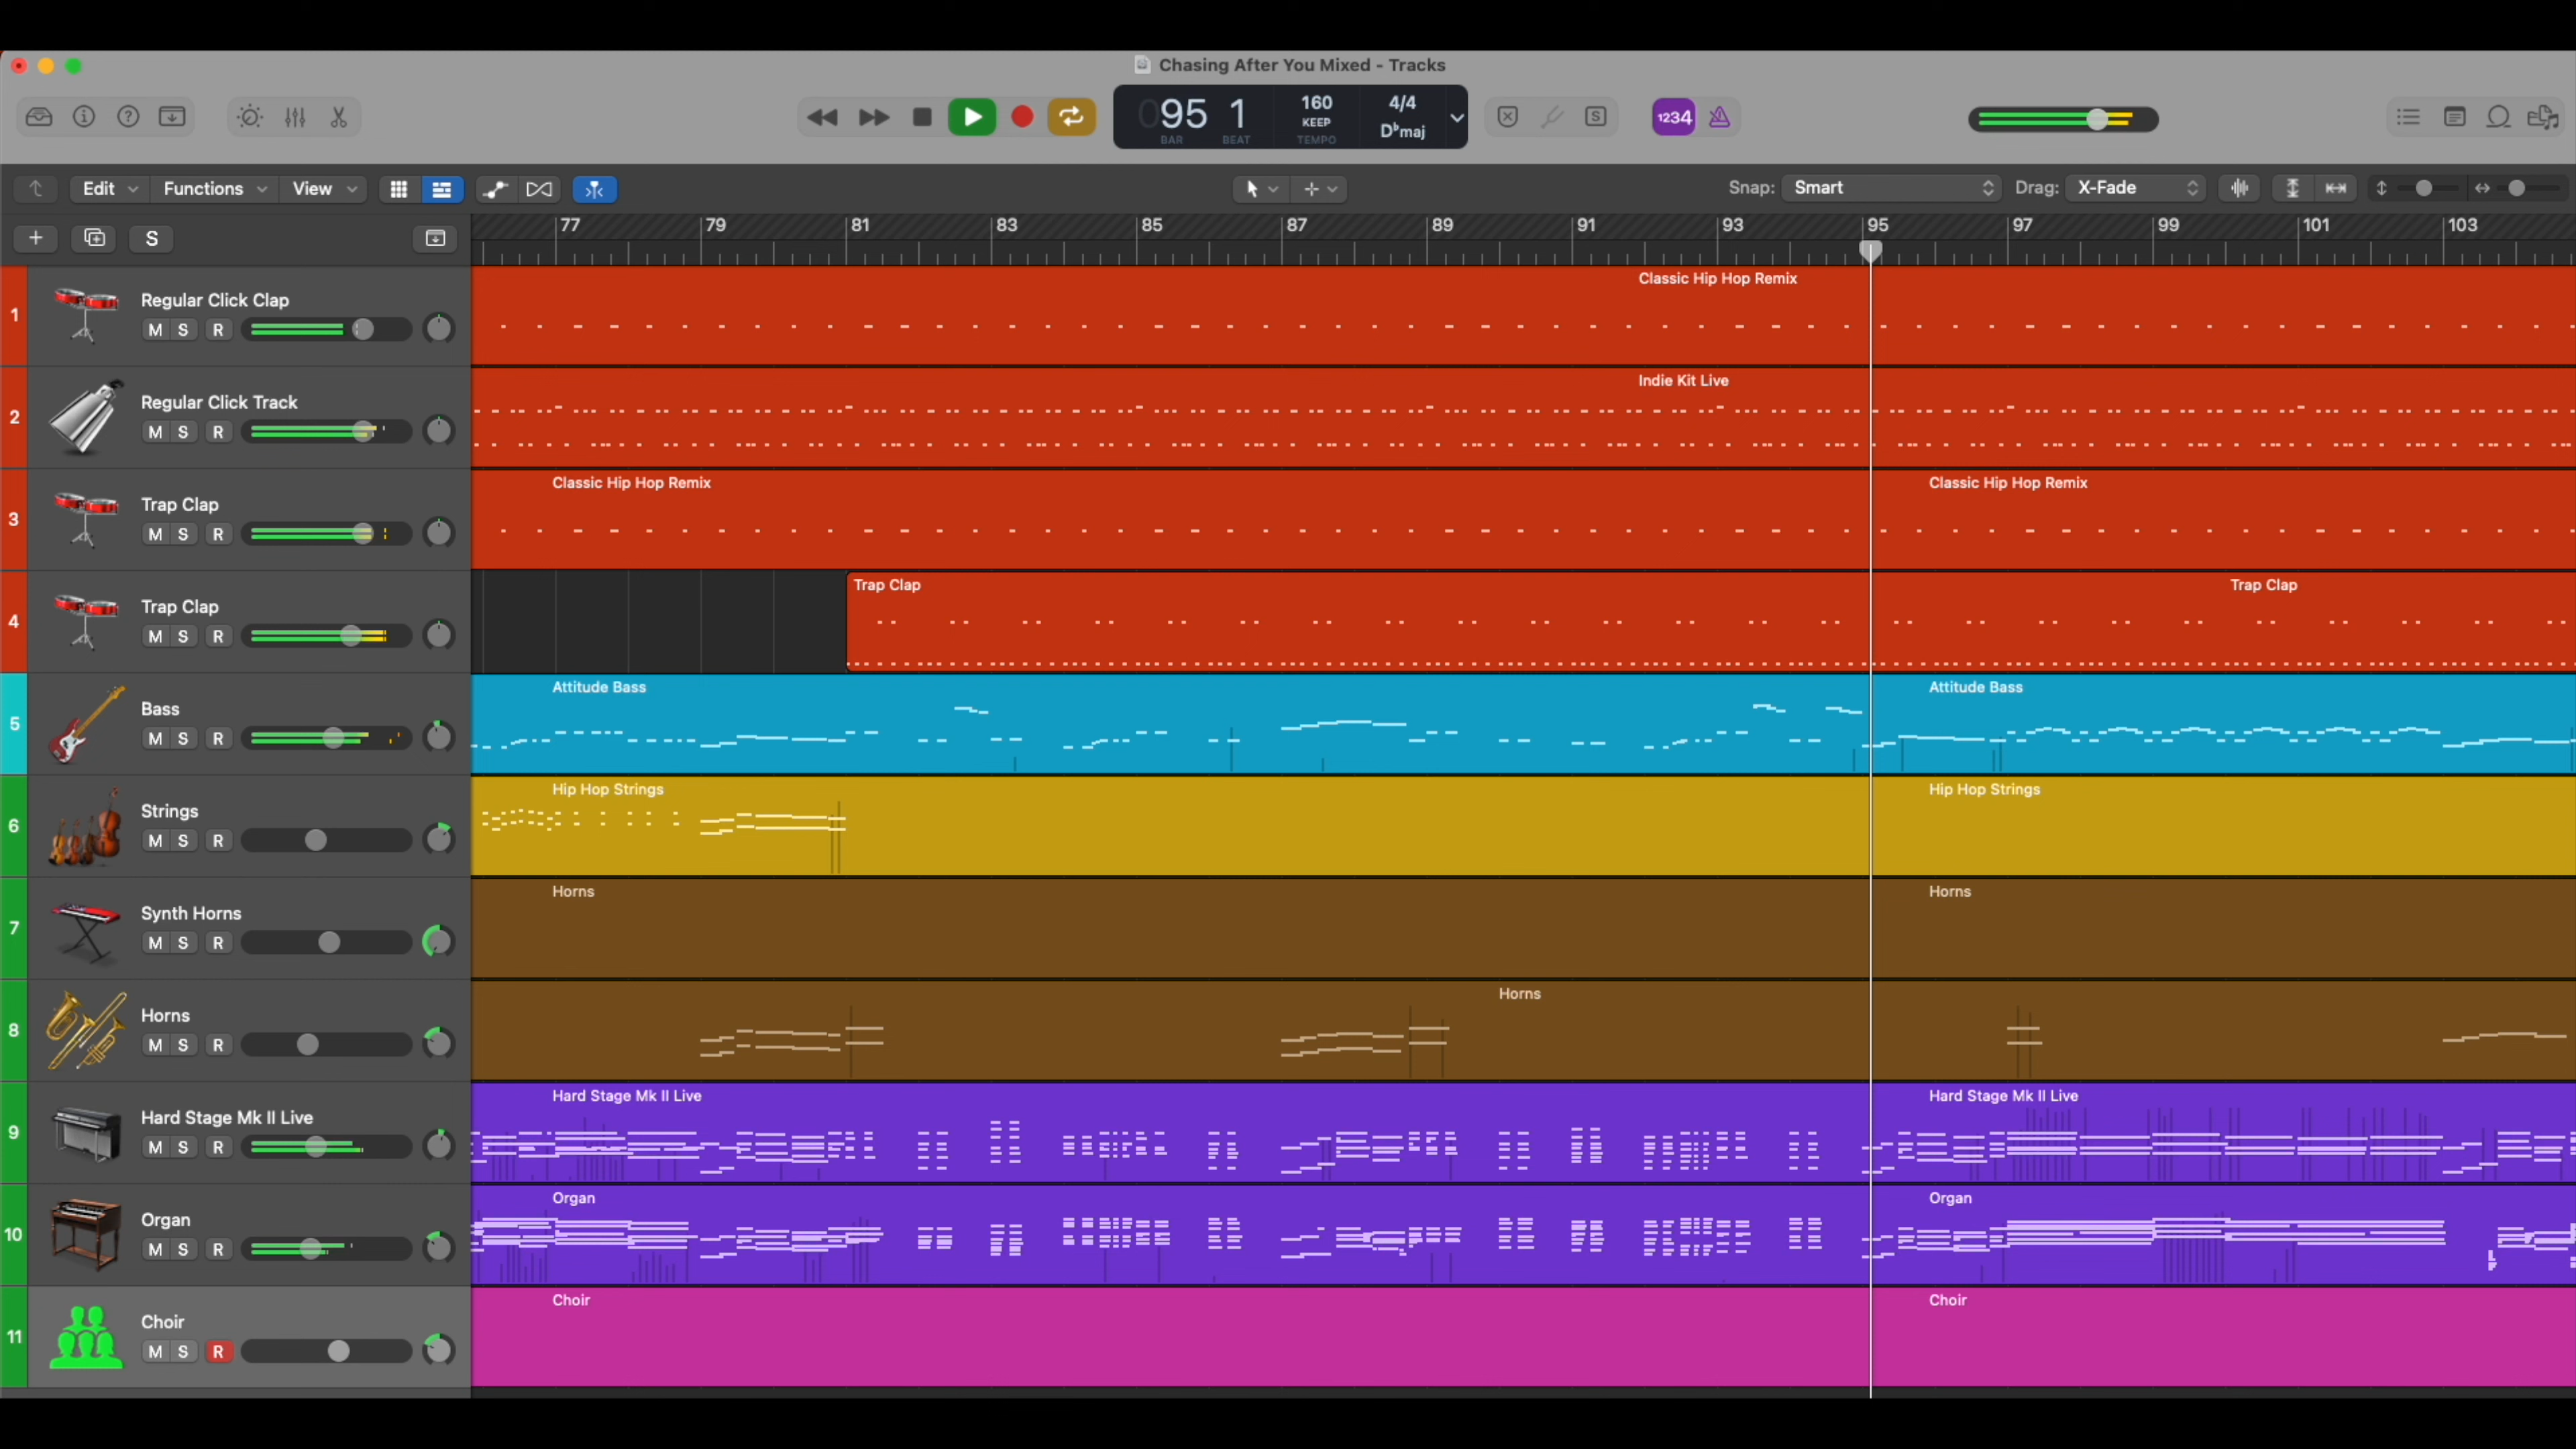 Chasing After You Mixed - Tracks
095 1 160 KEEP 4/4 D♭maj
BAR BEAT TEMPO
S 1234
Edit Functions View Snap: Smart Drag: X-Fade
S 77 79 81 83 85 87 89 91 93 95 97 99 101 103
1 Regular Click Clap
M S R
Classic Hip Hop Remix
2 Regular Click Track
M S R
Indie Kit Live
3 Trap Clap
M S R
Classic Hip Hop Remix Classic Hip Hop Remix
4 Trap Clap
M S R
Trap Clap Trap Clap
5 Bass
M S R
Attitude Bass Attitude Bass
6 Strings
M S R
Hip Hop Strings Hip Hop Strings
7 Synth Horns
M S R
Horns Horns
8 Horns
M S R
Horns
9 Hard Stage Mk II Live
M S R
Hard Stage Mk II Live Hard Stage Mk II Live
10 Organ
M S R
Organ Organ
11 Choir
M S R
Choir Choir